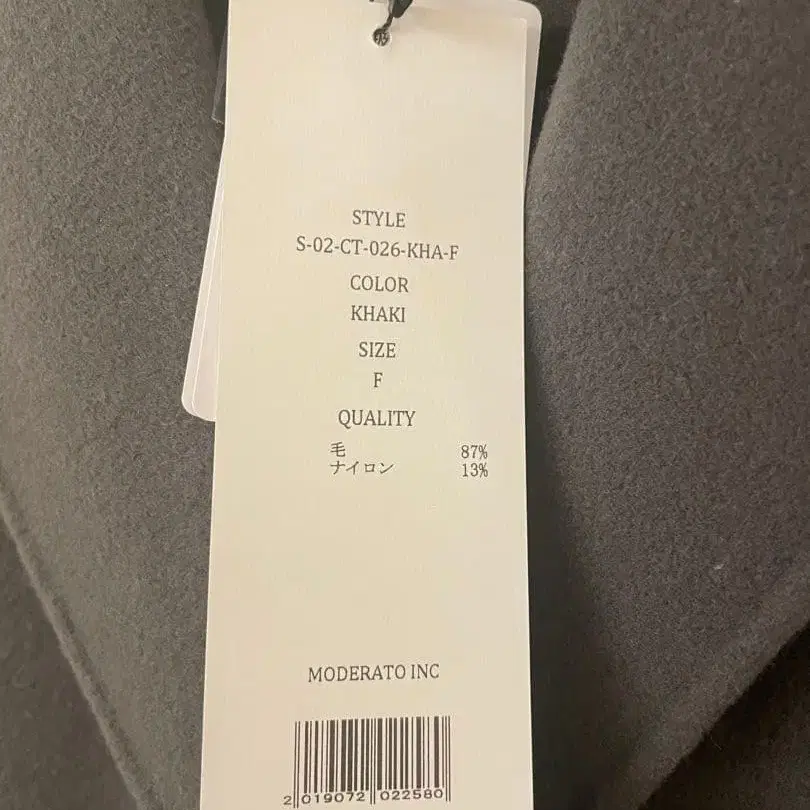 STYLE
S-02-CT-026-KHA-F
COLOR
KHAKI
SIZE
F
QUALITY
毛 87%
ナイロン 13%
MODERATO INC
2 019072 022580